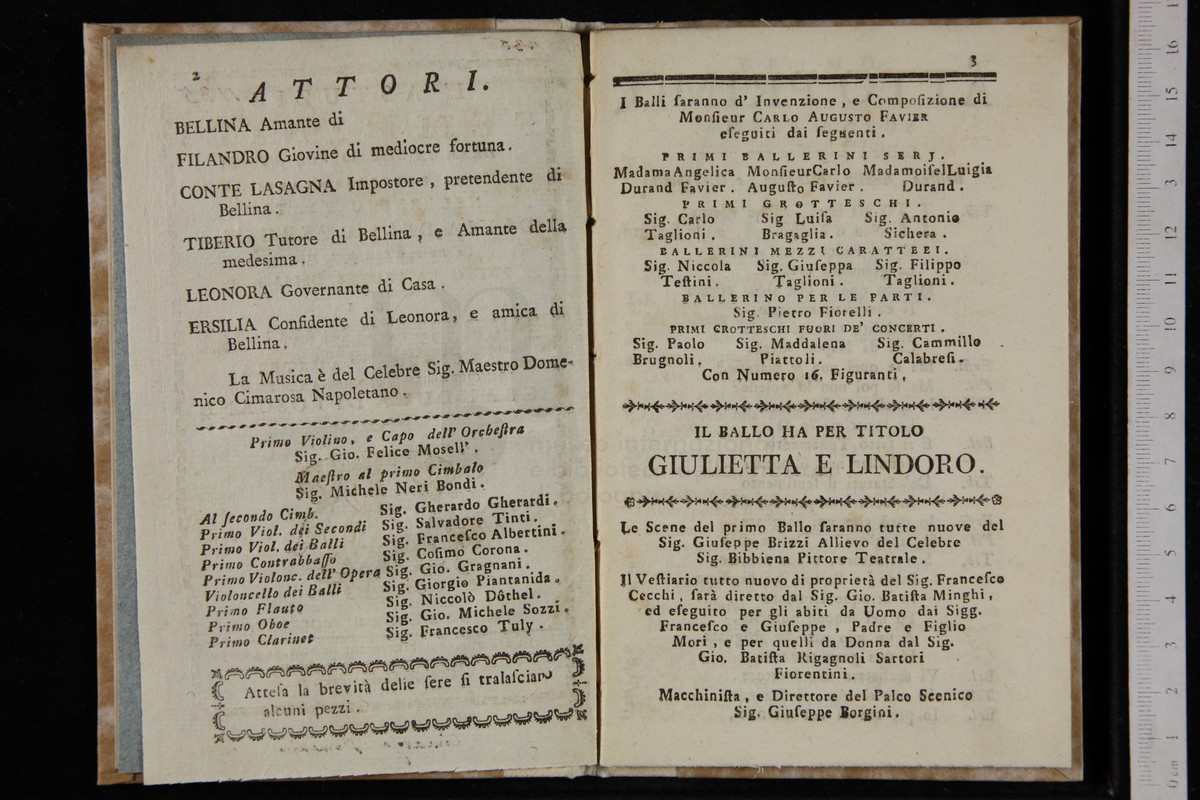 2
ATTORI.
BELLINA Amante di
FILANDRO Giovine di mediocre fortuna.
CONTE LASAGNA Impostore, pretendente di
Bellina.
TIBERIO Tutore di Bellina, e Amante della
medesima.
LEONORA Governante di Casa.
ERSILIA Confidente di Leonora, e amica di
Bellina.
La Musica è del Celebre Sig. Maestro Dome-
nico Cimarosa Napoletano.
Primo Violino, e Capo dell' Orcheſtra
Sig. Gio. Felice Moſell'.
Maeſtro al primo Cimbalo
Sig. Michele Neri Bondi.
Al ſecondo Cimb. Sig. Gherardo Gherardi.
Primo Viol. dei Secondi Sig. Salvadore Tinti.
Primo Viol. dei Balli Sig. Franceſco Albertini.
Primo Contrabbaſſo Sig. Coſimo Corona.
Primo Violonc. dell' Opera Sig. Gio. Gragnani.
Violoncello dei Balli Sig. Giorgio Piantanida.
Primo Flauto Sig. Niccolò Dôthel.
Primo Oboe Sig. Gio. Michele Sozzi.
Primo Clarinet Sig. Francesco Tuly.
Atteſa la brevità delle ſere ſi tralaſciano
alcuni pezzi.
3
I Balli ſaranno d' Invenzione, e Compoſizione di
Monſieur CARLO AUGUSTO FAVIER
eſeguiti dai ſeguenti.
PRIMI BALLERINI SERJ.
Madama Angelica MonſieurCarlo MadamoiſelLuigia
Durand Favier. Auguſto Favier. Durand.
PRIMI GROTTESCHI.
Sig. Carlo Sig Luiſa Sig. Antonio
Taglioni. Bragaglia. Sichera.
BALLERINI MEZZI CARATTERI.
Sig. Niccola Sig. Giuſeppa Sig. Filippo
Teſtini. Taglioni. Taglioni.
BALLERINO PER LE PARTI.
Sig. Pietro Fiorelli.
PRIMI GROTTESCHI FUORI DE' CONCERTI.
Sig. Paolo Sig. Maddalena Sig. Cammillo
Brugnoli. Piattoli. Calabreſi.
Con Numero 16. Figuranti,
IL BALLO HA PER TITOLO
GIULIETTA E LINDORO.
Le Scene del primo Ballo ſaranno tutte nuove del
Sig. Giuſeppe Brizzi Allievo del Celebre
Sig. Bibbiena Pittore Teatrale.
Il Veſtiario tutto nuovo di proprietà del Sig. Franceſco
Cecchi, ſarà diretto dal Sig. Gio. Batiſta Minghi,
ed eſeguito per gli abiti da Uomo dai Sigg.
Franceſco e Giuſeppe, Padre e Figlio
Mori, e per quelli da Donna dal Sig.
Gio. Batiſta Rigagnoli Sartori
Fiorentini.
Macchiniſta, e Direttore del Palco Scenico
Sig. Giuſeppe Borgini.